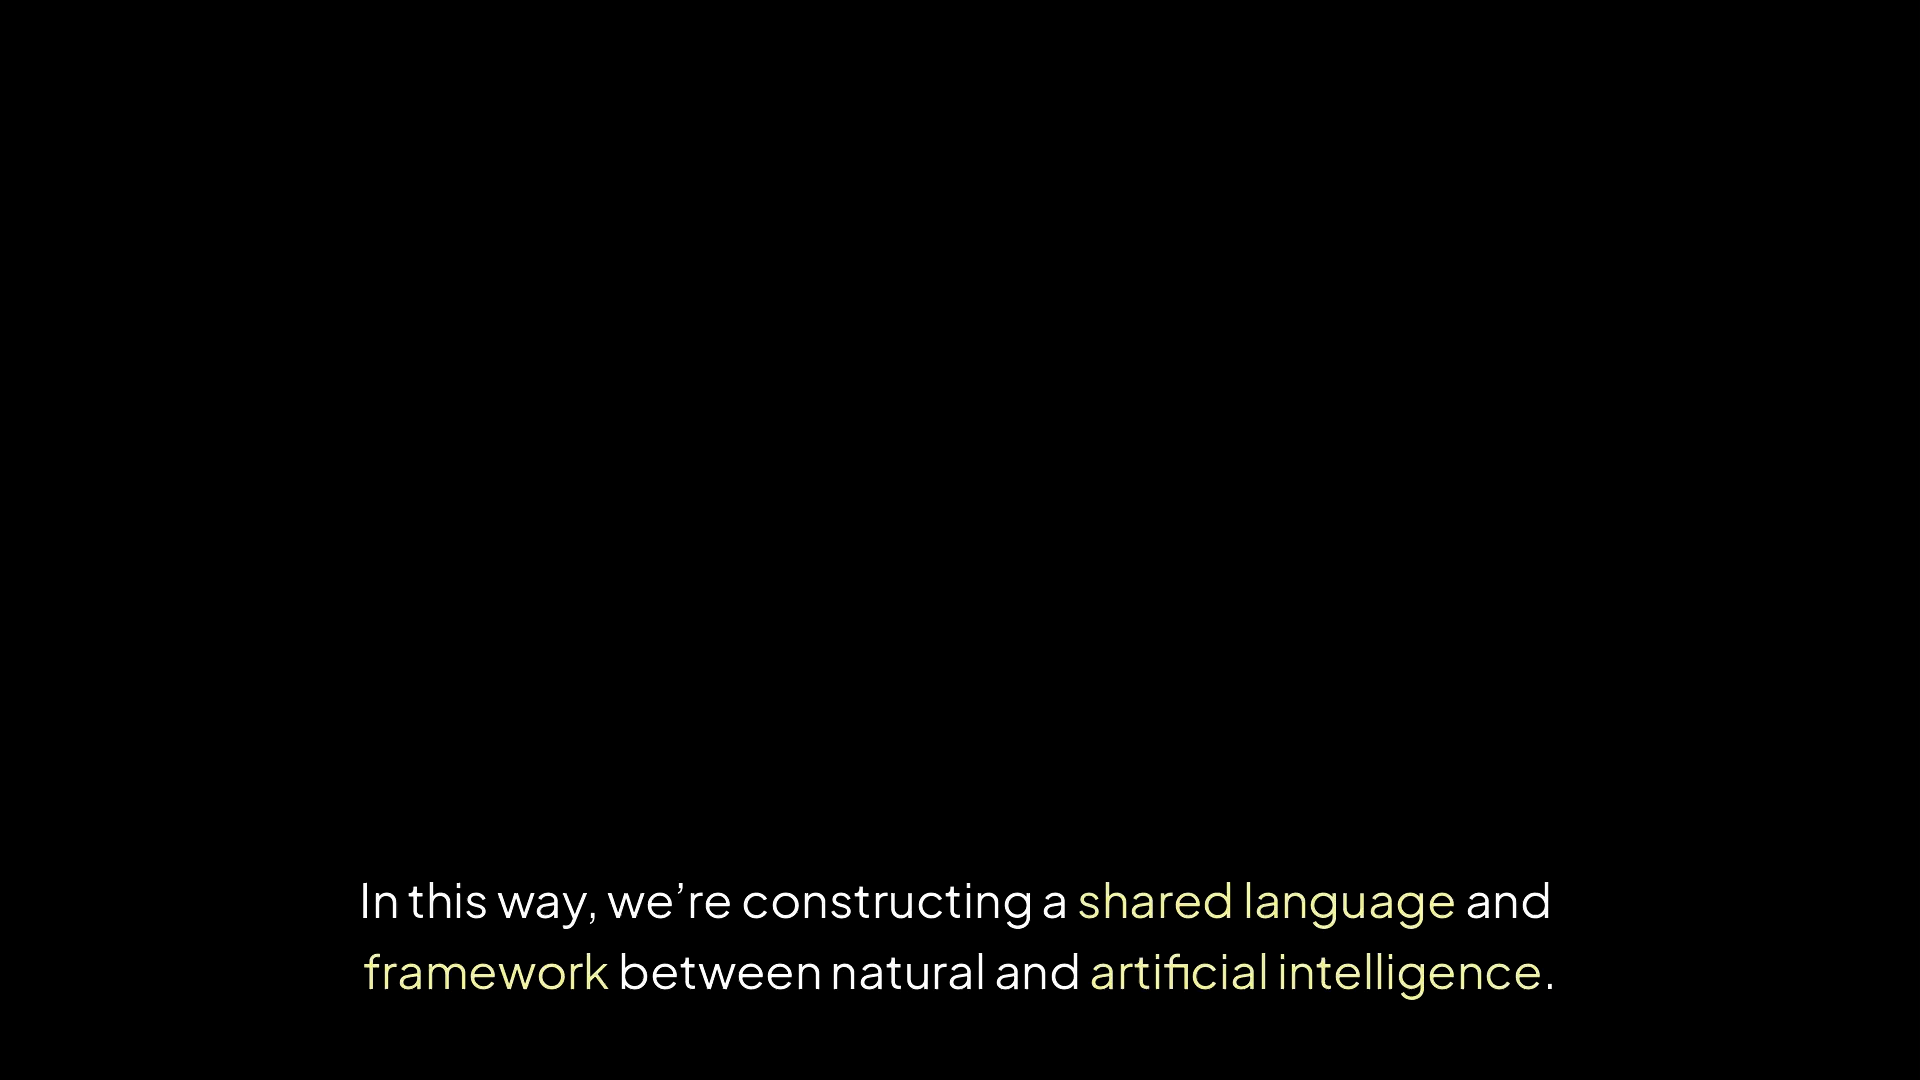 In this way, we’re constructing a shared language and
framework between natural and artificial intelligence.